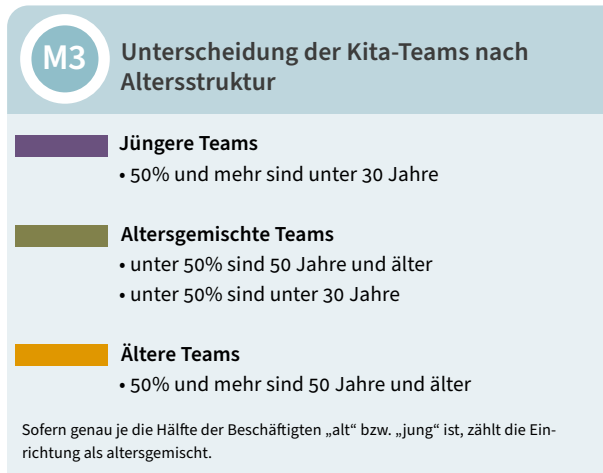 M3
Unterscheidung der Kita-Teams nach
Altersstruktur
Jüngere Teams
• 50% und mehr sind unter 30 Jahre
Altersgemischte Teams
• unter 50% sind 50 Jahre und älter
• unter 50% sind unter 30 Jahre
Ältere Teams
• 50% und mehr sind 50 Jahre und älter
Sofern genau je die Hälfte der Beschäftigten „alt“ bzw. „jung“ ist, zählt die Ein-
richtung als altersgemischt.